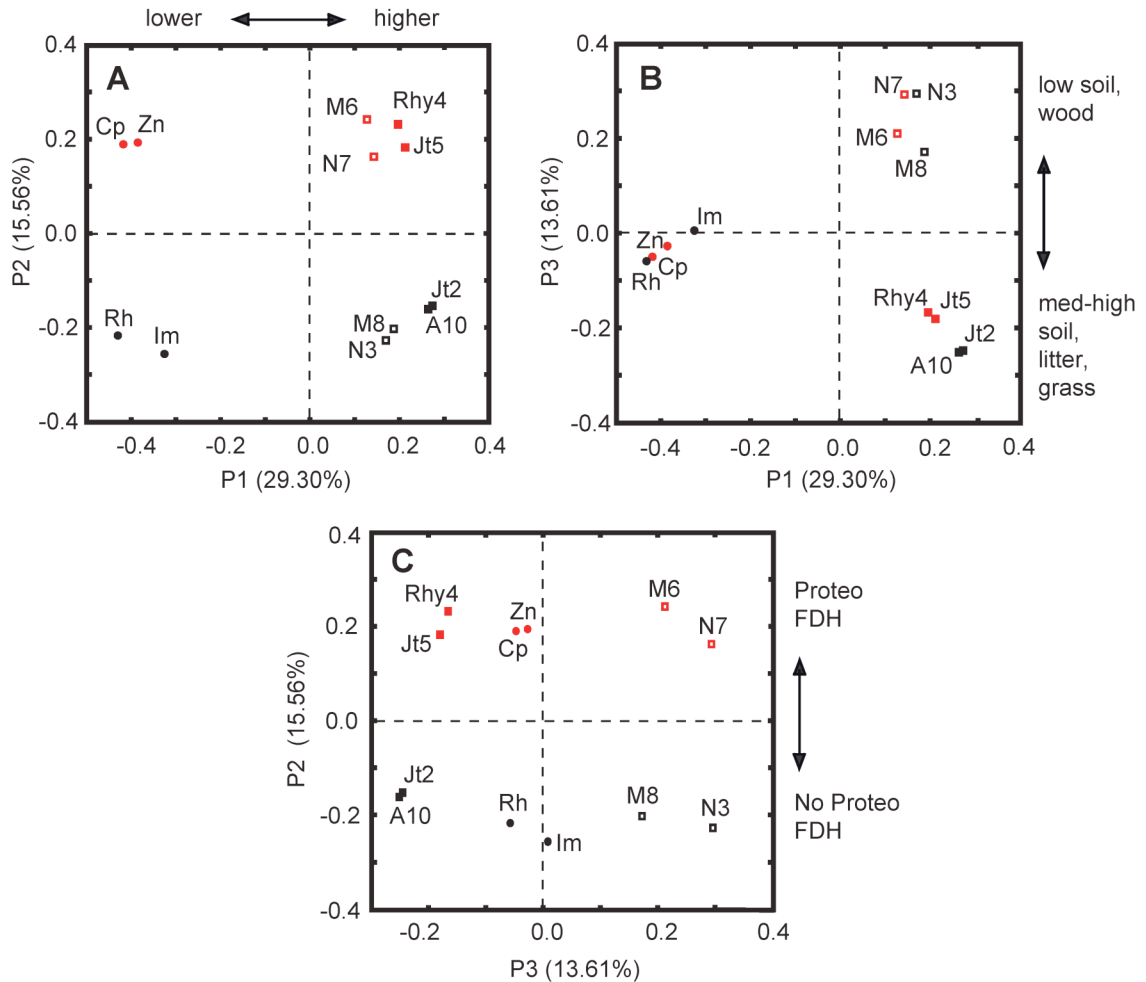 lower higher
A
0.4
0.2
0.0
-0.2
-0.4
P2 (15.56%)
Cp Zn
M6 Rhy4
N7 Jt5
Rh Im
M8 Jt2
N3 A10
-0.4 -0.2 0.0 0.2 0.4
P1 (29.30%)
B
0.4
0.2
0.0
-0.2
-0.4
P3 (13.61%)
N7 N3
M6
M8
Im
Zn
Rh Cp
Rhy4 Jt5
Jt2
A10
-0.4 -0.2 0.0 0.2 0.4
P1 (29.30%)
low soil,
wood
med-high
soil,
litter,
grass
C
0.4
0.2
0.0
-0.2
-0.4
P2 (15.56%)
Rhy4
Jt5
Zn
Cp
M6
N7
Jt2
A10
Rh
Im
M8
N3
-0.2 0.0 0.2 0.4
P3 (13.61%)
Proteo
FDH
No Proteo
FDH